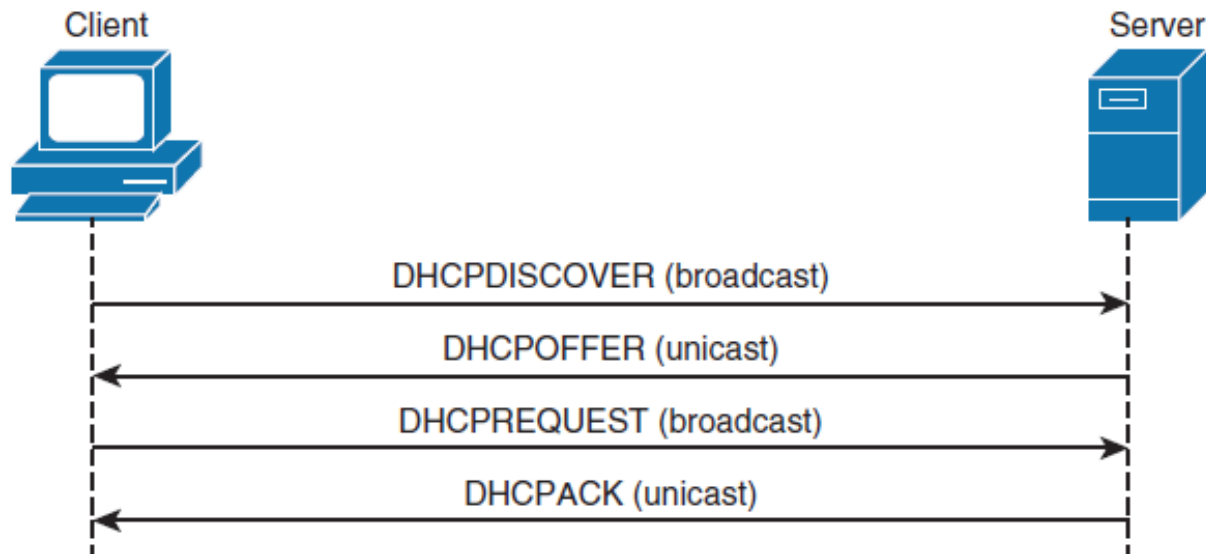 Client
Server
DHCPDISCOVER (broadcast)
DHCPOFFER (unicast)
DHCPREQUEST (broadcast)
DHCPACK (unicast)